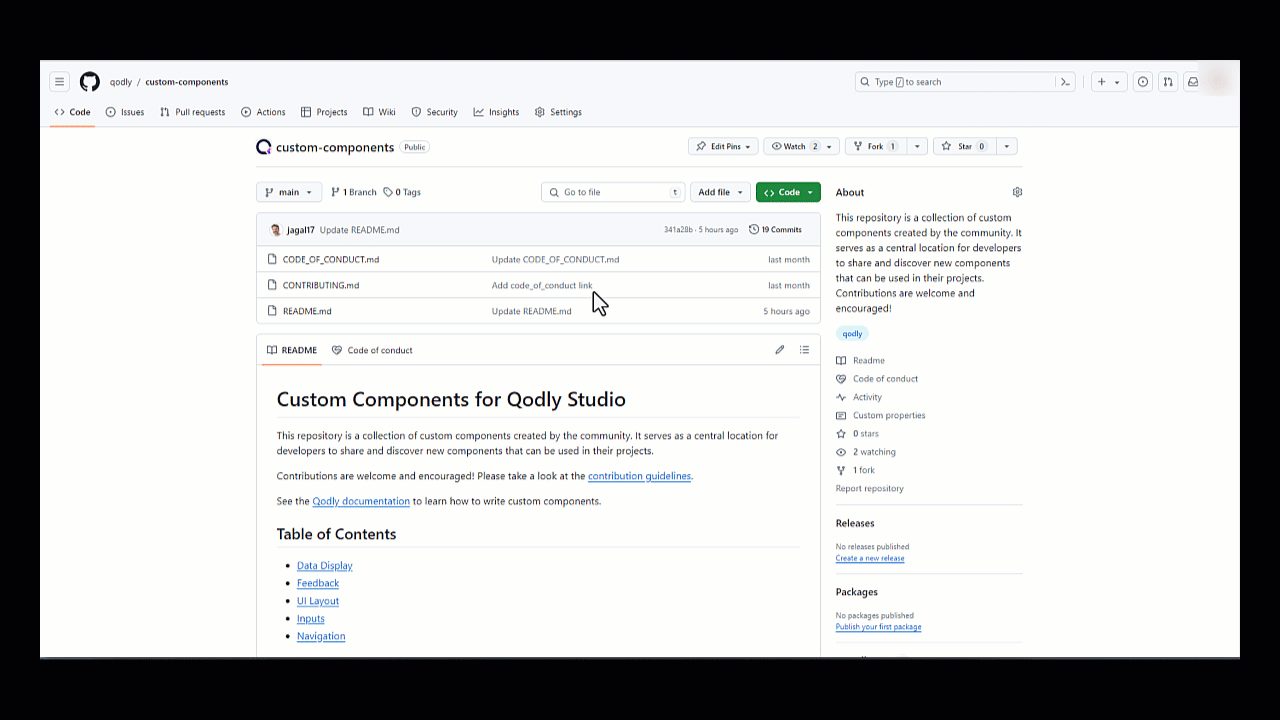 qodly / custom-components
Type / to search
Code Issues Pull requests Actions Projects Wiki Security Insights Settings
custom-components Public
Edit Pins Watch 2 Fork 1 Star 0
main 1 Branch 0 Tags
Go to file t Add file Code
jagal17 Update README.md 341a28b · 5 hours ago 19 Commits
CODE_OF_CONDUCT.md Update CODE_OF_CONDUCT.md last month
CONTRIBUTING.md Add code_of_conduct link last month
README.md Update README.md 5 hours ago
README Code of conduct
Custom Components for Qodly Studio
This repository is a collection of custom components created by the community. It serves as a central location for
developers to share and discover new components that can be used in their projects.
Contributions are welcome and encouraged! Please take a look at the contribution guidelines.
See the Qodly documentation to learn how to write custom components.
Table of Contents
Data Display
Feedback
UI Layout
Inputs
Navigation
About
This repository is a collection of custom
components created by the community. It
serves as a central location for developers
to share and discover new components
that can be used in their projects.
Contributions are welcome and
encouraged!
qodly
Readme
Code of conduct
Activity
Custom properties
0 stars
2 watching
1 fork
Report repository
Releases
No releases published
Create a new release
Packages
No packages published
Publish your first package